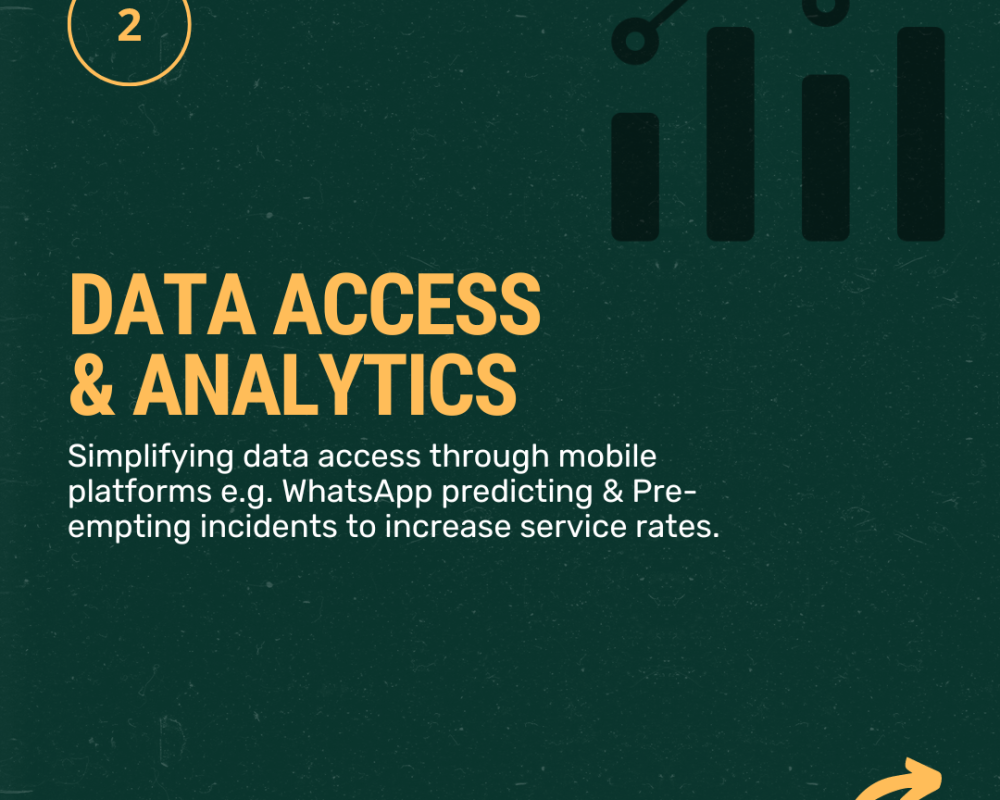 2
DATA ACCESS
& ANALYTICS
Simplifying data access through mobile
platforms e.g. WhatsApp predicting & Pre-
empting incidents to increase service rates.